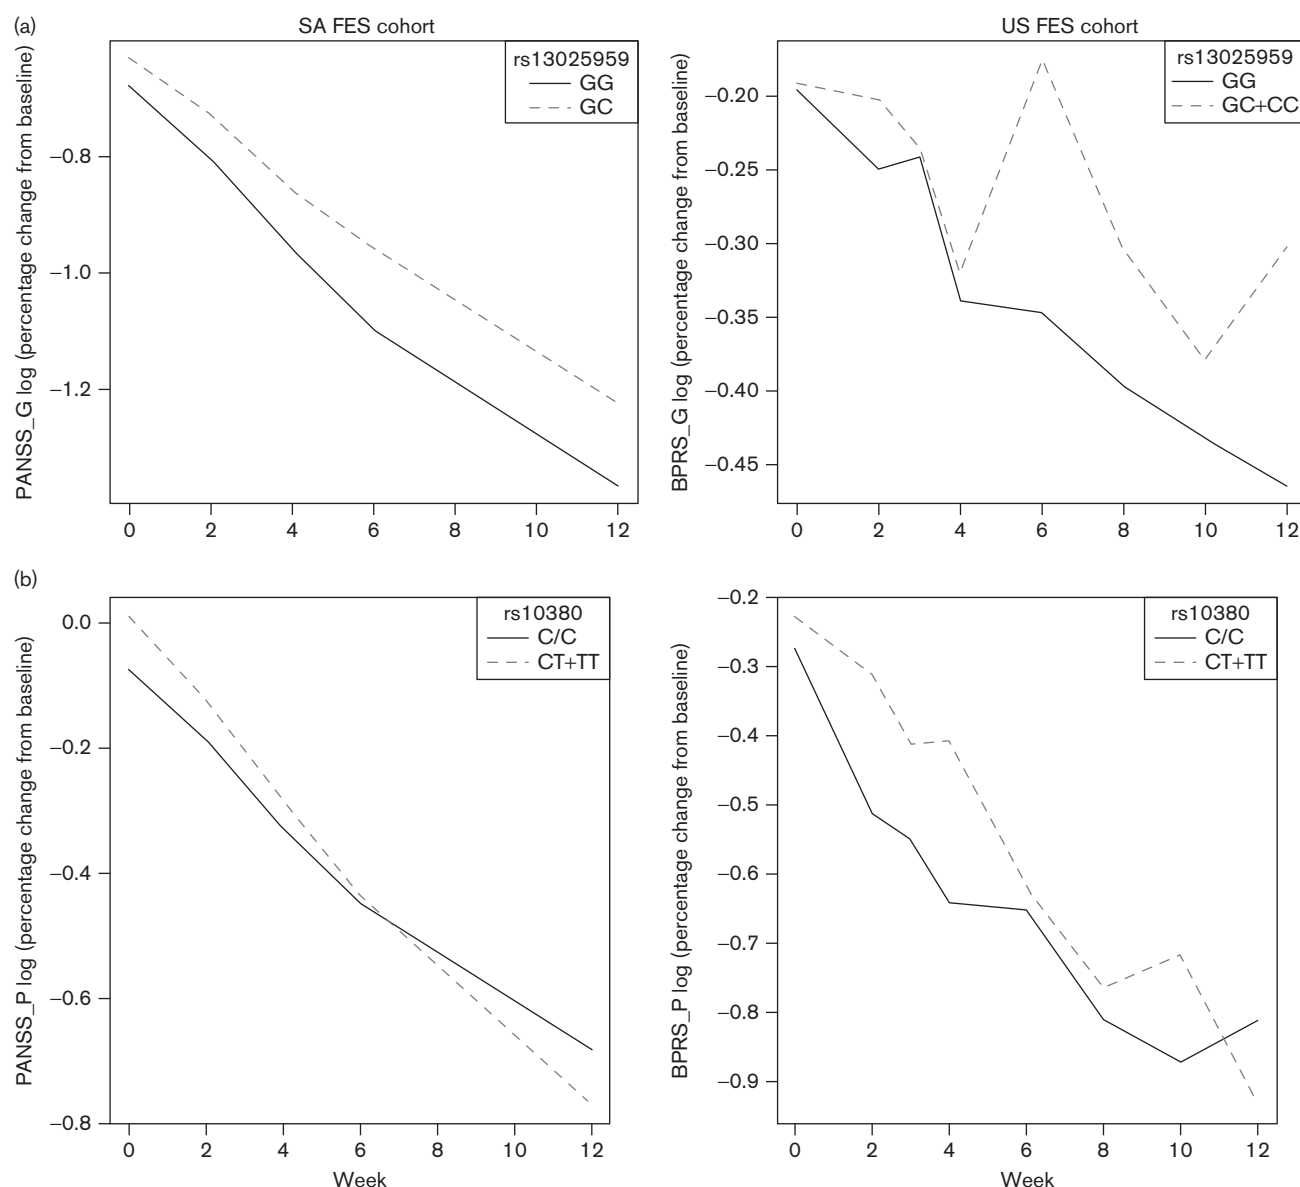 (a)
SA FES cohort
PANSS_G log (percentage change from baseline)
rs13025959
GG
GC
−0.8
−1.0
−1.2
0 2 4 6 8 10 12
US FES cohort
BPRS_G log (percentage change from baseline)
rs13025959
GG
GC+CC
−0.20
−0.25
−0.30
−0.35
−0.40
−0.45
0 2 4 6 8 10 12
(b)
PANSS_P log (percentage change from baseline)
rs10380
C/C
CT+TT
0.0
−0.2
−0.4
−0.6
−0.8
0 2 4 6 8 10 12
Week
BPRS_P log (percentage change from baseline)
rs10380
C/C
CT+TT
−0.2
−0.3
−0.4
−0.5
−0.6
−0.7
−0.8
−0.9
0 2 4 6 8 10 12
Week